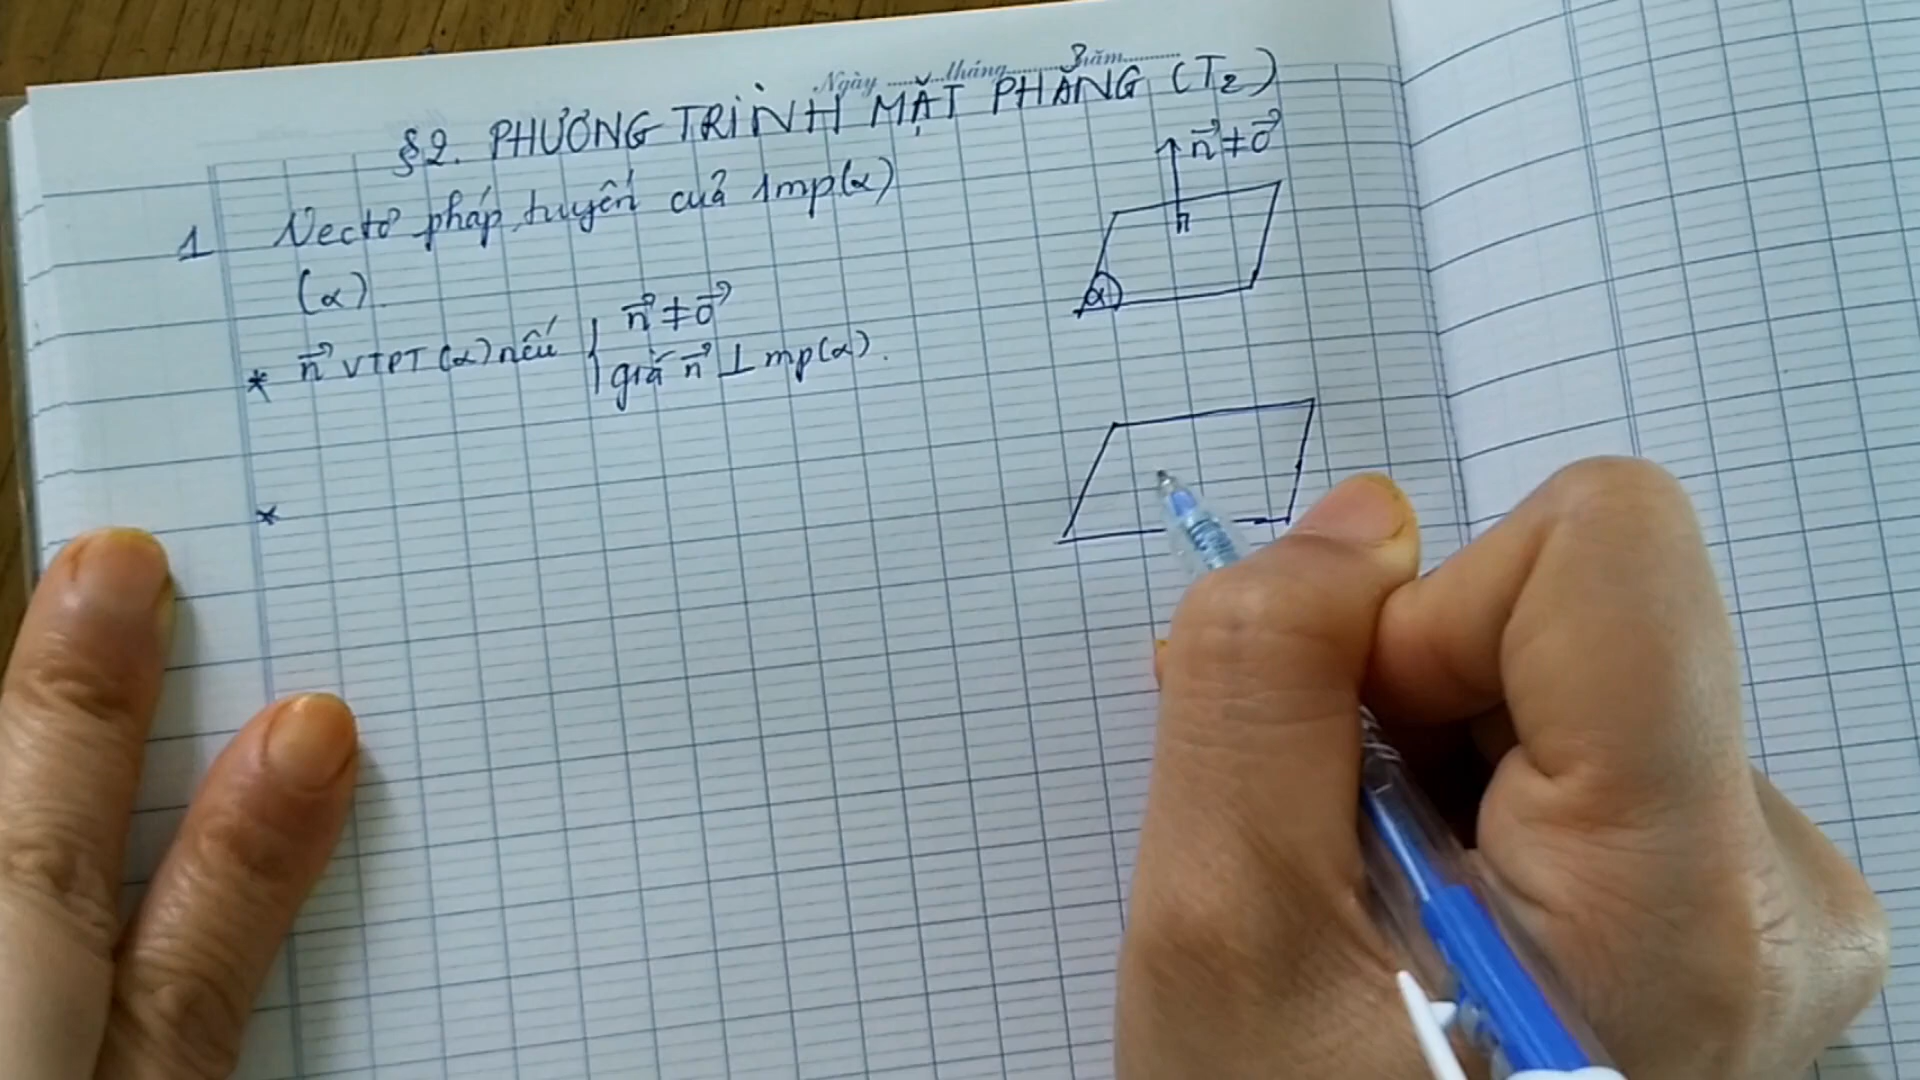 Ngày ........tháng........năm........
§2. PHƯƠNG TRÌNH MẶT PHẲNG (T2)
1 Vectơ pháp tuyến của 1mp(α)
n⃗ ≠ 0⃗
(α).
α
* n⃗ VTPT (α) nếu { n⃗ ≠ 0⃗
giá n⃗ ⊥ mp(α).
*